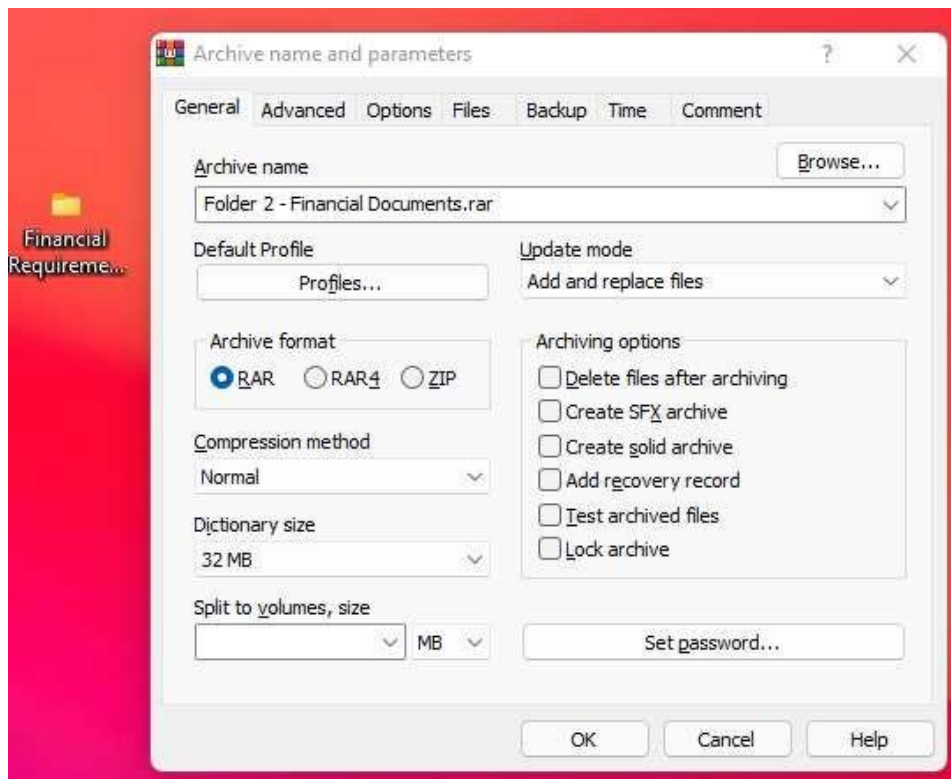 Archive name and parameters ?
General Advanced Options Files Backup Time Comment
Archive name
Browse...
Folder 2 - Financial Documents.rar
Financial
Requireme...
Default Profile
Profiles...
Update mode
Add and replace files
Archive format
RAR RAR4 ZIP
Compression method
Normal
Dictionary size
32 MB
Split to volumes, size
MB
Archiving options
Delete files after archiving
Create SFX archive
Create solid archive
Add recovery record
Test archived files
Lock archive
Set password...
OK Cancel Help